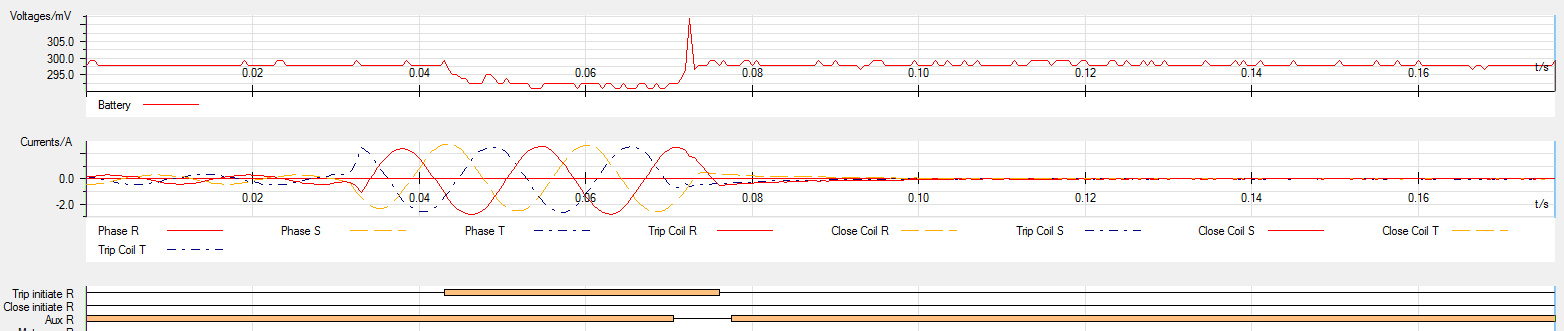 Voltages/mV
305.0
300.0
295.0
0.02 0.04 0.06 0.08 0.10 0.12 0.14 0.16 t/s
Battery
Currents/A
0.0
-2.0
0.02 0.04 0.06 0.08 0.10 0.12 0.14 0.16 t/s
Phase R Phase S Phase T Trip Coil R Close Coil R Trip Coil S Close Coil S Close Coil T
Trip Coil T
Trip initiate R
Close initiate R
Aux R